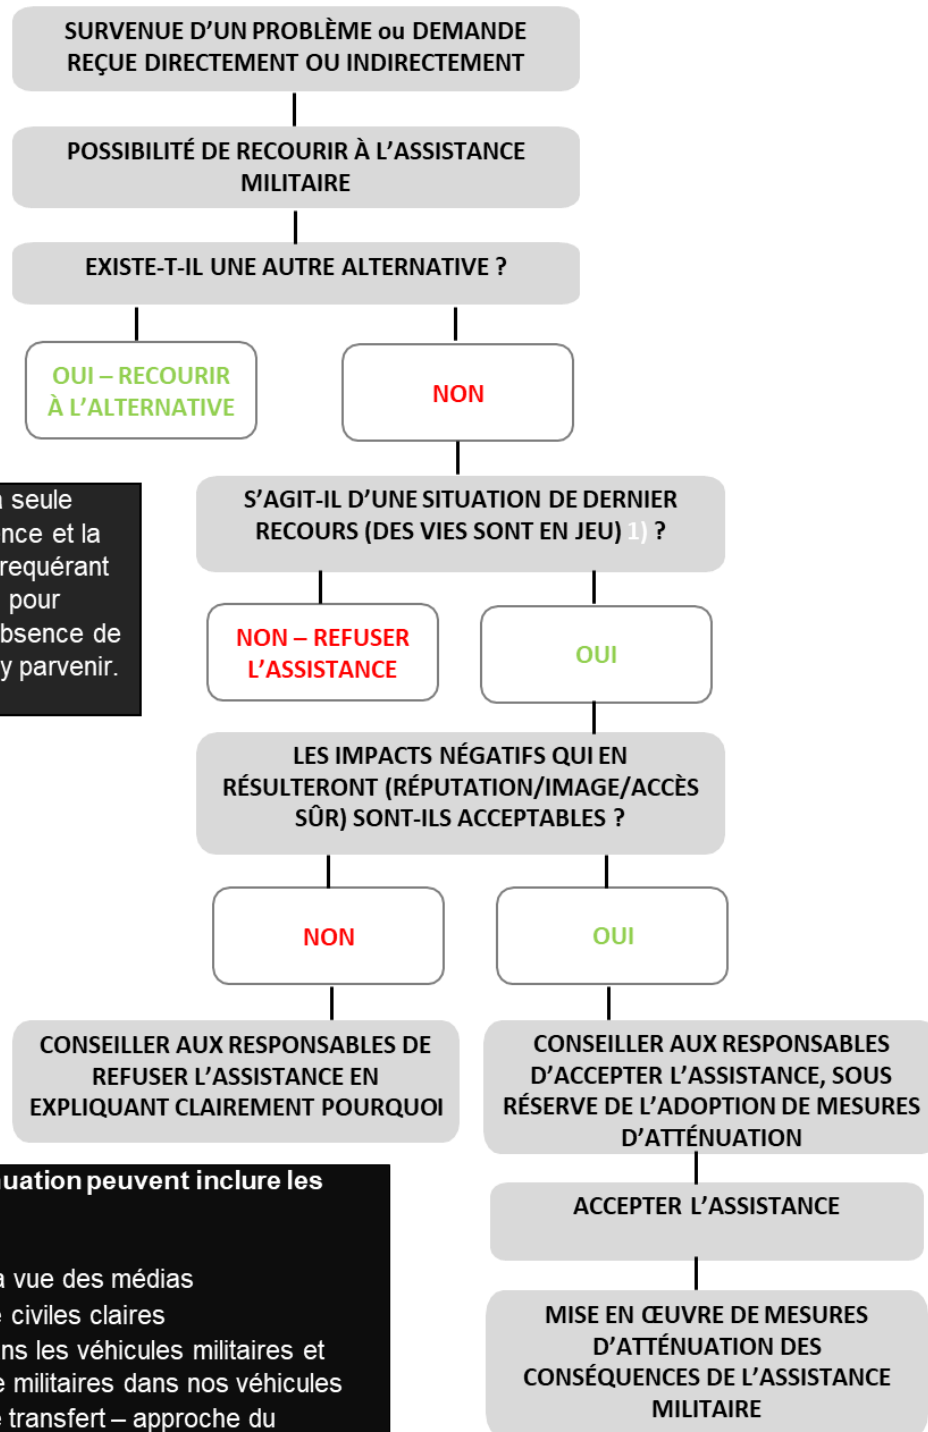 SURVENUE D'UN PROBLÈME ou DEMANDE
REÇUE DIRECTEMENT OU INDIRECTEMENT
POSSIBILITÉ DE RECOURIR À L'ASSISTANCE
MILITAIRE
EXISTE-T-IL UNE AUTRE ALTERNATIVE ?
OUI – RECOURIR
À L'ALTERNATIVE
NON
seule
et la
requérant
pour
de
y parvenir.
S'AGIT-IL D'UNE SITUATION DE DERNIER
RECOURS (DES VIES SONT EN JEU) 1) ?
NON – REFUSER
L'ASSISTANCE
OUI
LES IMPACTS NÉGATIFS QUI EN
RÉSULTERONT (RÉPUTATION/IMAGE/ACCÈS
SÛR) SONT-ILS ACCEPTABLES ?
NON
OUI
CONSEILLER AUX RESPONSABLES DE
REFUSER L'ASSISTANCE EN
EXPLIQUANT CLAIREMENT POURQUOI
CONSEILLER AUX RESPONSABLES
D'ACCEPTER L'ASSISTANCE, SOUS
RÉSERVE DE L'ADOPTION DE MESURES
D'ATTÉNUATION
peuvent inclure les
vue des médias
civiles claires
les véhicules militaires et
militaires dans nos véhicules
transfert – approche du
ACCEPTER L'ASSISTANCE
MISE EN ŒUVRE DE MESURES
D'ATTÉNUATION DES
CONSÉQUENCES DE L'ASSISTANCE
MILITAIRE